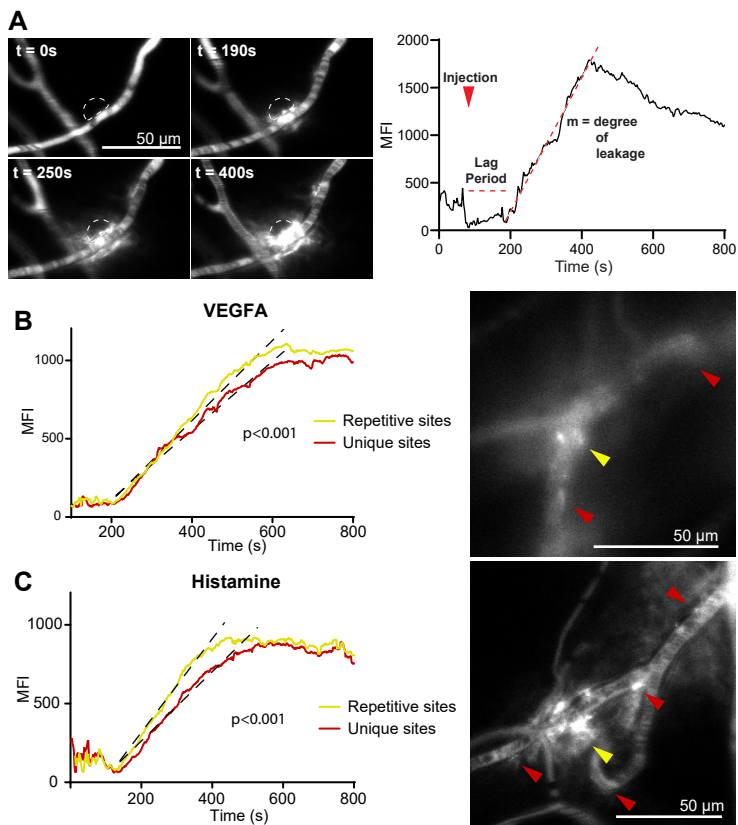 A
t = 0s
t = 190s
50 µm
t = 250s
t = 400s
2000
1500
1000
500
0
MFI
Injection
Lag
Period
m = degree
of
leakage
0
200
400
600
800
Time (s)
B
VEGFA
1000
500
0
MFI
p<0.001
Repetitive sites
Unique sites
200
400
600
800
Time (s)
50 µm
C
Histamine
1000
500
0
MFI
p<0.001
Repetitive sites
Unique sites
200
400
600
800
Time (s)
50 µm